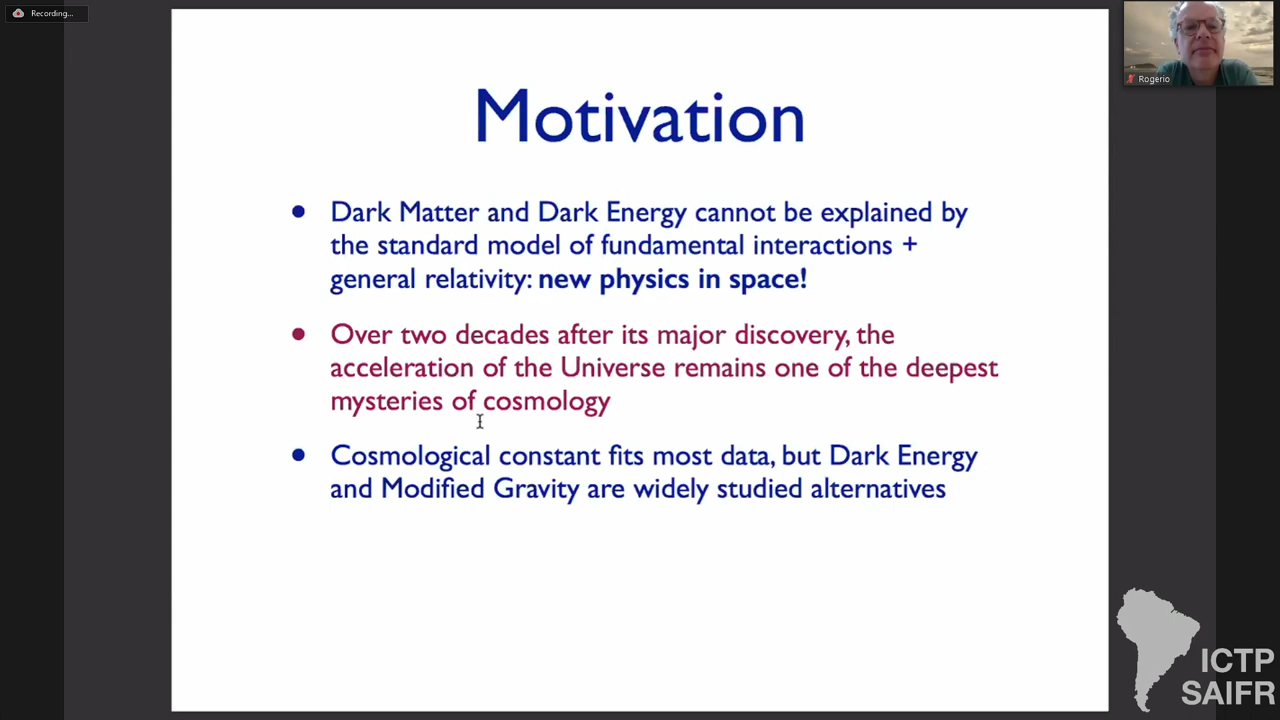 Recording...
Rogerio
Motivation
• Dark Matter and Dark Energy cannot be explained by
the standard model of fundamental interactions +
general relativity: new physics in space!
• Over two decades after its major discovery, the
acceleration of the Universe remains one of the deepest
mysteries of cosmology
• Cosmological constant fits most data, but Dark Energy
and Modified Gravity are widely studied alternatives
ICTP
SAIFR